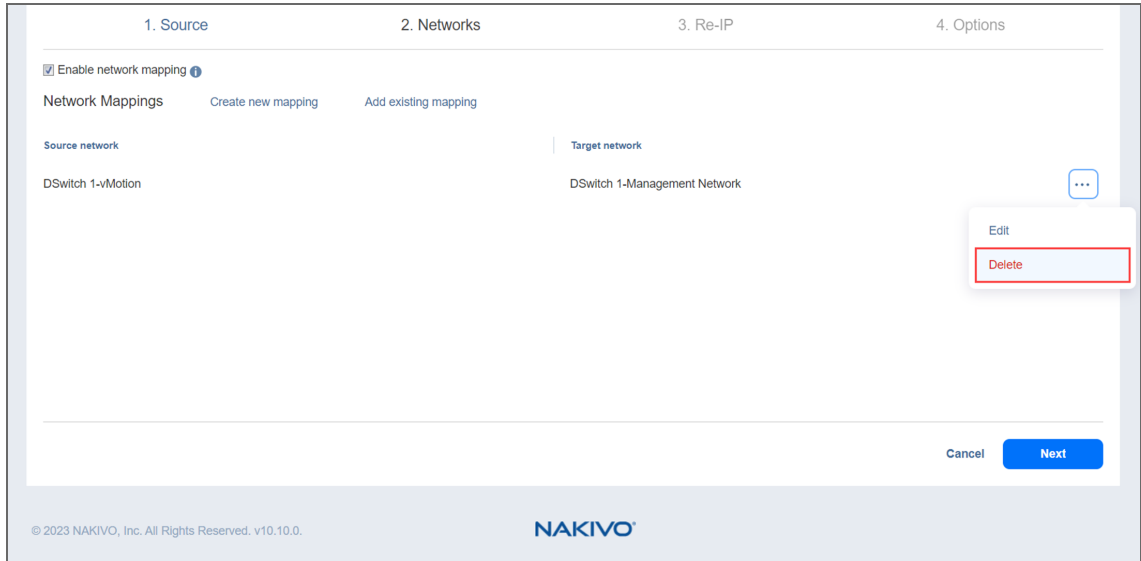 1. Source 2. Networks 3. Re-IP 4. Options
Enable network mapping i
Network Mappings Create new mapping Add existing mapping
Source network Target network
DSwitch 1-vMotion DSwitch 1-Management Network ...
Edit
Delete
Cancel Next
© 2023 NAKIVO, Inc. All Rights Reserved. v10.10.0. NAKIVO®